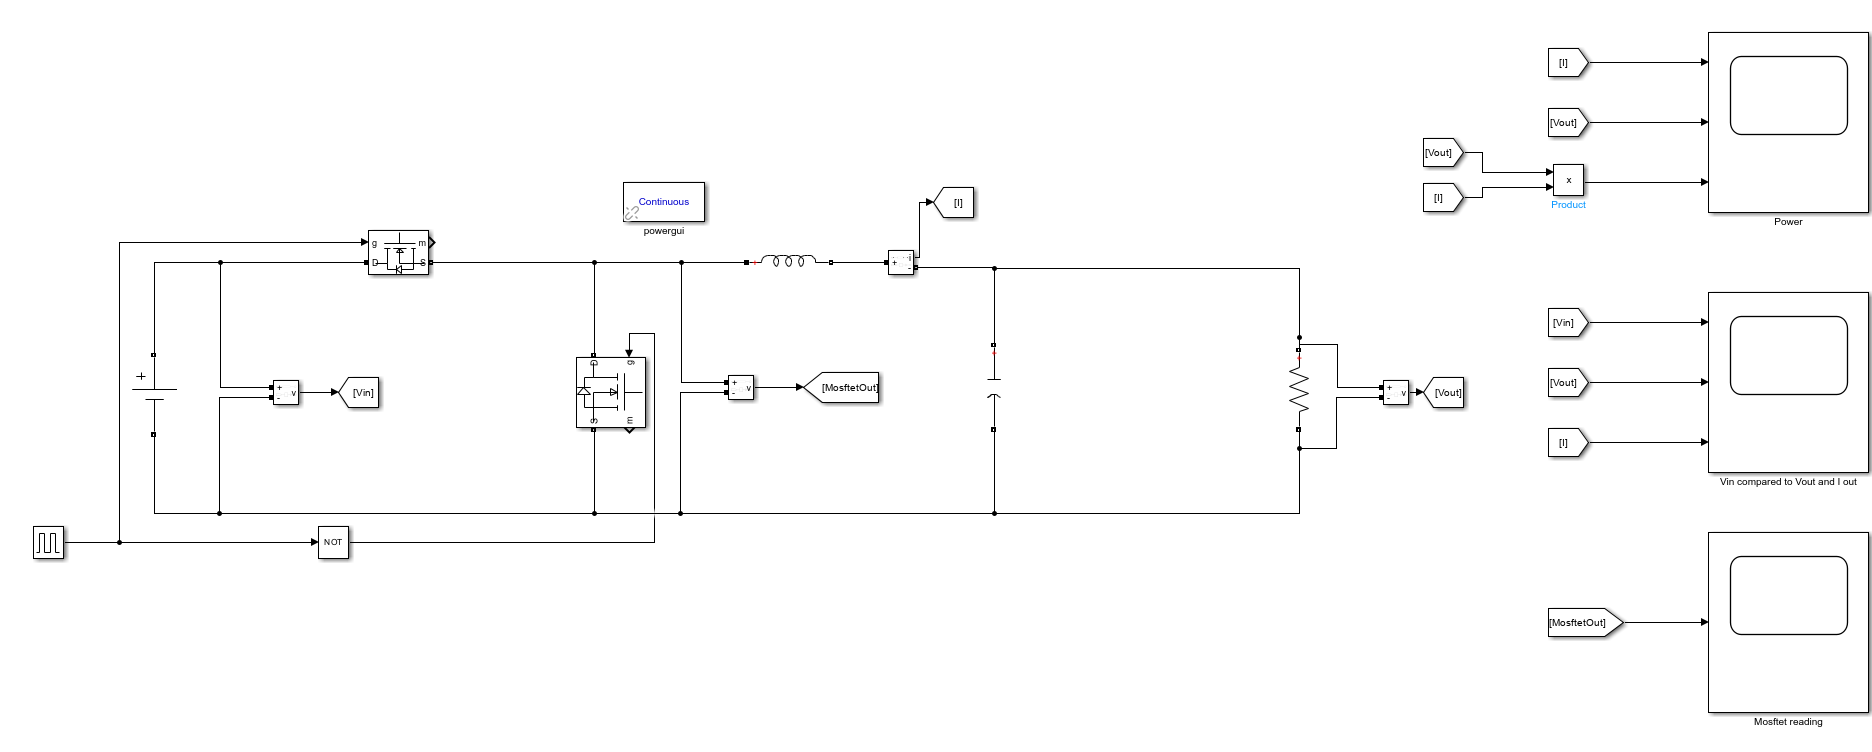 [I]
[Vout]
[Vout]
x
[I]
Product
Power
Continuous
powergui
[I]
g
m
D
S
+
i
-
+
+
-
v
[Vin]
g
D
S
m
+
-
v
[MosftetOut]
+
-
v
[Vout]
[Vin]
[Vout]
[I]
Vin compared to Vout and I out
NOT
[MosftetOut]
Mosftet reading